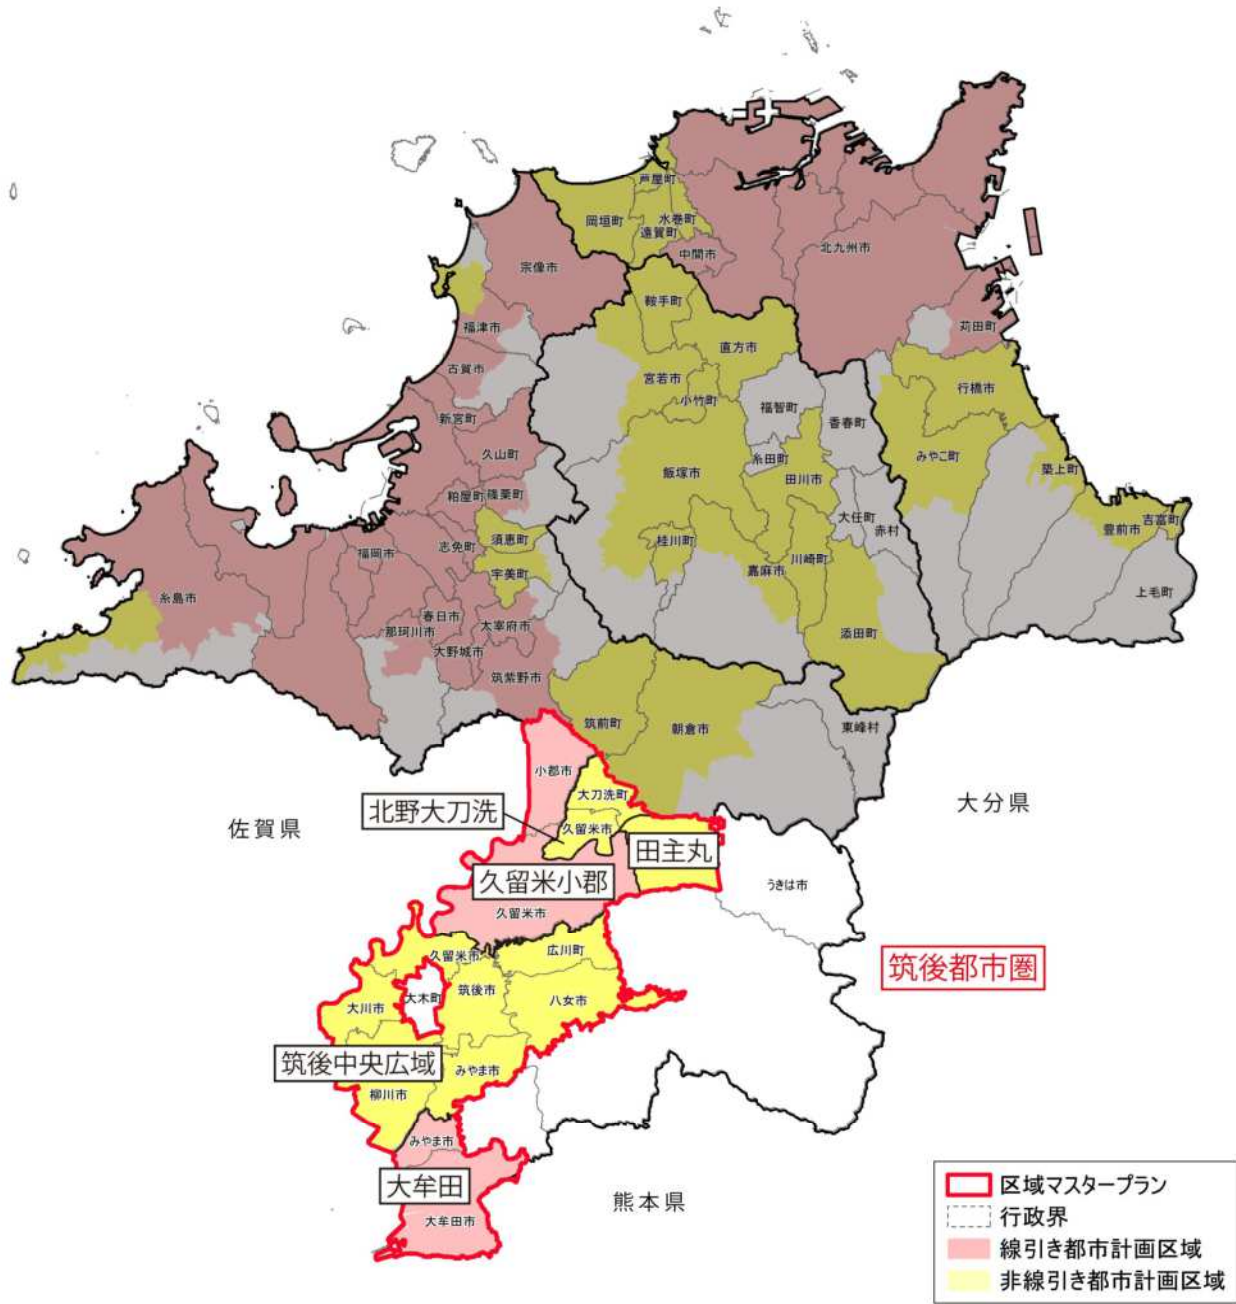 芦屋町
岡垣町
水巻町
遠賀町
中間市
北九州市
宗像市
鞍手町
苅田町
福津市
直方市
古賀市
宮若市
行橋市
小竹町
福智町
新宮町
香春町
久山町
みやこ町
糸田町
飯塚市
築上町
田川市
粕屋町
篠栗町
大任町
吉富町
豊前市
赤村
須恵町
志免町
福岡市
桂川町
川崎町
宇美町
嘉麻市
上毛町
糸島市
春日市
太宰府市
那珂川市
添田町
大野城市
筑紫野市
筑前町
朝倉市
東峰村
小郡市
大刀洗町
北野大刀洗
大分県
佐賀県
久留米市
田主丸
久留米小郡
うきは市
久留米市
久留米市
広川町
筑後都市圏
筑後市
大木町
八女市
大川市
筑後中央広域
みやま市
柳川市
みやま市
大牟田
大牟田市
熊本県
区域マスタープラン
行政界
線引き都市計画区域
非線引き都市計画区域